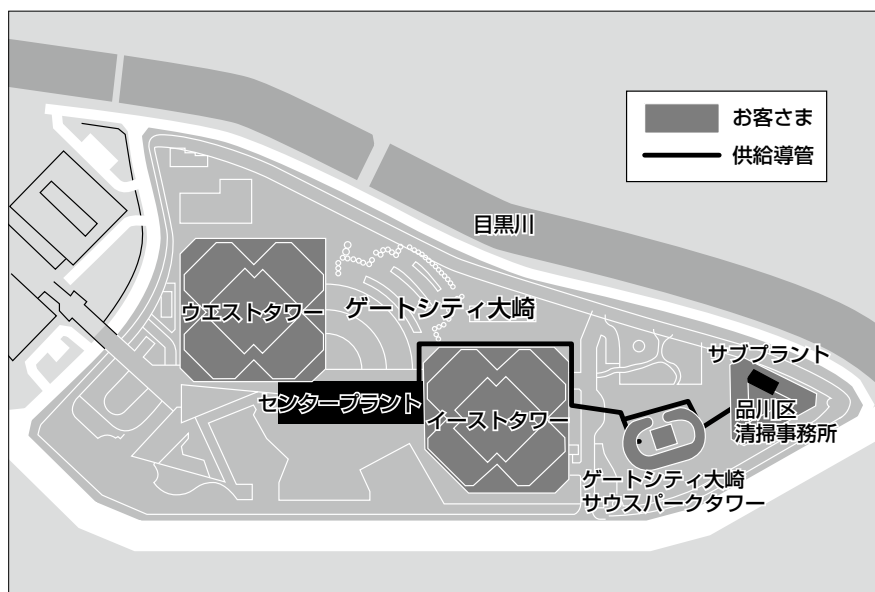 お客さま
供給導管
目黒川
ウエストタワー
ゲートシティ大崎
サブプラント
センタープラント
イーストタワー
品川区
清掃事務所
ゲートシティ大崎
サウスパークタワー